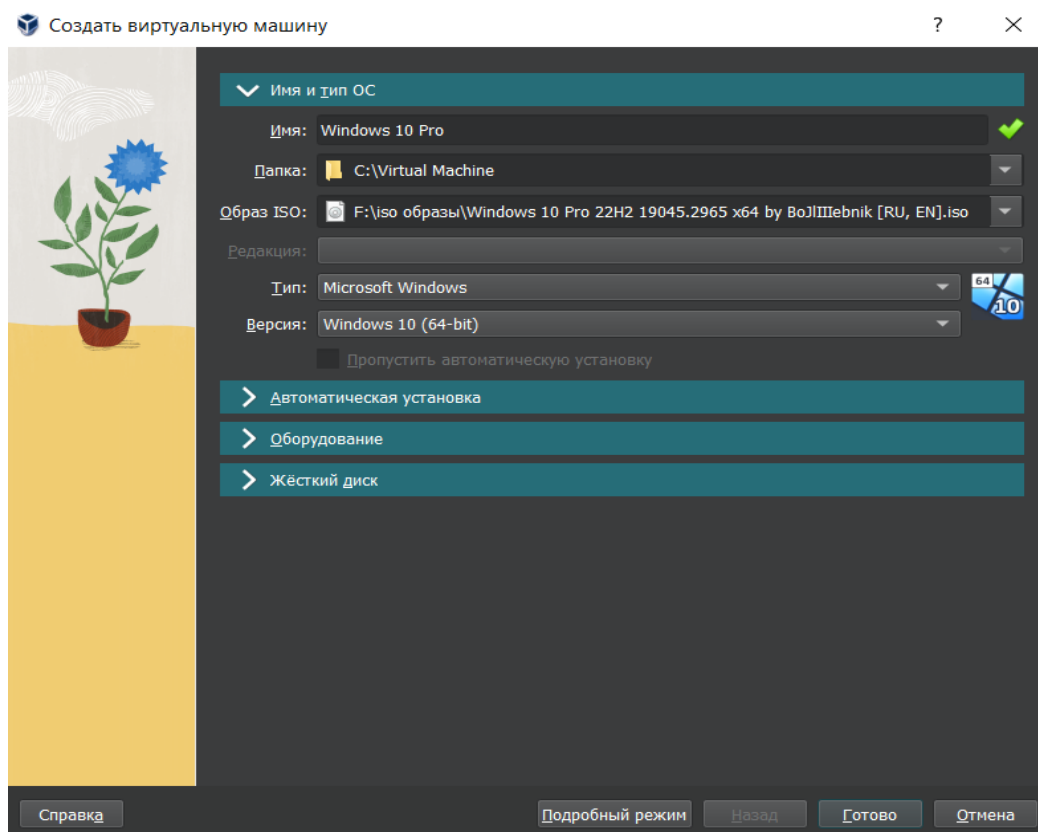 Создать виртуальную машину
? ×
Имя и тип ОС
Имя: Windows 10 Pro
Папка: C:\Virtual Machine
Образ ISO: F:\iso образы\Windows 10 Pro 22H2 19045.2965 x64 by BoJlIIIebnik [RU, EN].iso
Редакция:
Тип: Microsoft Windows
64
10
Версия: Windows 10 (64-bit)
Пропустить автоматическую установку
Автоматическая установка
Оборудование
Жёсткий диск
Справка Подробный режим Назад Готово Отмена